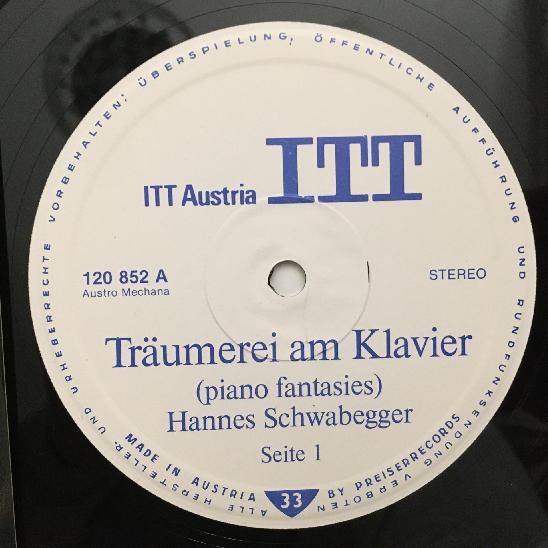 ITT Austria ITT
120 852 A
Austro Mechana
STEREO
Träumerei am Klavier
(piano fantasies)
Hannes Schwabegger
Seite 1
MADE IN AUSTRIA 33 BY PREISERRECORDS
ALLE HERSTELLER- UND URHEBERRECHTE VORBEHALTEN; ÜBERSPIELUNG, ÖFFENTLICHE AUFFÜHRUNG UND RUNDFUNKSENDUNG VERBOTEN